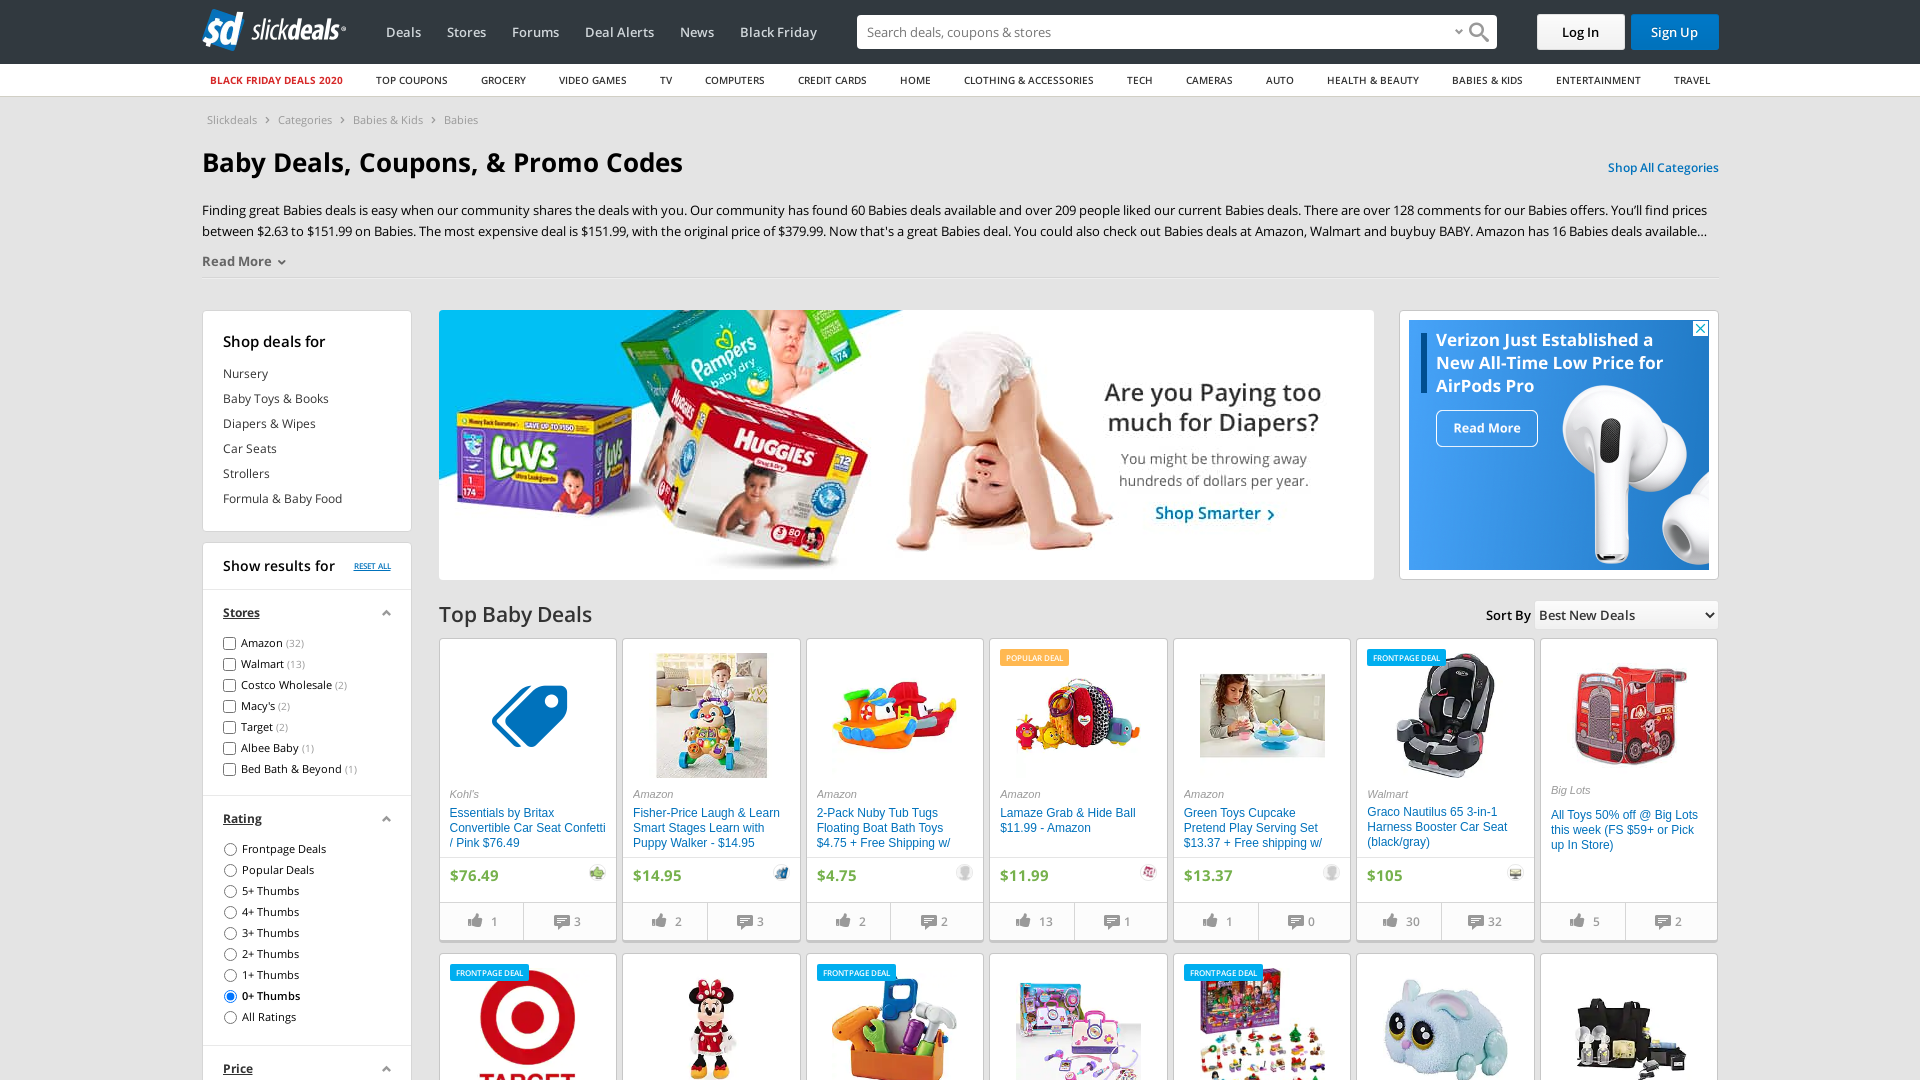 sd slickdeals
Deals
Stores
Forums
Deal Alerts
News
Black Friday
Search deals, coupons & stores
Log In
Sign Up
BLACK FRIDAY DEALS 2020
TOP COUPONS
GROCERY
VIDEO GAMES
TV
COMPUTERS
CREDIT CARDS
HOME
CLOTHING & ACCESSORIES
TECH
CAMERAS
AUTO
HEALTH & BEAUTY
BABIES & KIDS
ENTERTAINMENT
TRAVEL
Slickdeals > Categories > Babies & Kids > Babies
Baby Deals, Coupons, & Promo Codes
Shop All Categories
Finding great Babies deals is easy when our community shares the deals with you. Our community has found 60 Babies deals available and over 209 people liked our current Babies deals. There are over 128 comments for our Babies offers. You’ll find prices
between $2.63 to $151.99 on Babies. The most expensive deal is $151.99, with the original price of $379.99. Now that's a great Babies deal. You could also check out Babies deals at Amazon, Walmart and buybuy BABY. Amazon has 16 Babies deals available...
Read More
Shop deals for
Nursery
Baby Toys & Books
Diapers & Wipes
Car Seats
Strollers
Formula & Baby Food
Show results for
RESET ALL
Stores
Amazon (32)
Walmart (13)
Costco Wholesale (2)
Macy's (2)
Target (2)
Albee Baby (1)
Bed Bath & Beyond (1)
Rating
Frontpage Deals
Popular Deals
5+ Thumbs
4+ Thumbs
3+ Thumbs
2+ Thumbs
1+ Thumbs
0+ Thumbs
All Ratings
Price
Pampers
baby dry
174
Luvs
Ultra Leakguards
174
HUGGIES
HUGGIES
Snug & Dry
12
80
Are you Paying too
much for Diapers?
You might be throwing away
hundreds of dollars per year.
Shop Smarter
Verizon Just Established a
New All-Time Low Price for
AirPods Pro
Read More
Top Baby Deals
Sort By
Best New Deals
Kohl's
Essentials by Britax
Convertible Car Seat Confetti
/ Pink $76.49
$76.49
1
3
Amazon
Fisher-Price Laugh & Learn
Smart Stages Learn with
Puppy Walker - $14.95
$14.95
2
3
Amazon
2-Pack Nuby Tub Tugs
Floating Boat Bath Toys
$4.75 + Free Shipping w/
$4.75
2
2
POPULAR DEAL
Amazon
Lamaze Grab & Hide Ball
$11.99 - Amazon
$11.99
13
1
Amazon
Green Toys Cupcake
Pretend Play Serving Set
$13.37 + Free shipping w/
$13.37
1
0
FRONTPAGE DEAL
Walmart
Graco Nautilus 65 3-in-1
Harness Booster Car Seat
(black/gray)
$105
30
32
Big Lots
All Toys 50% off @ Big Lots
this week (FS $59+ or Pick
up In Store)
5
2
FRONTPAGE DEAL
TARGET
FRONTPAGE DEAL
FRONTPAGE DEAL